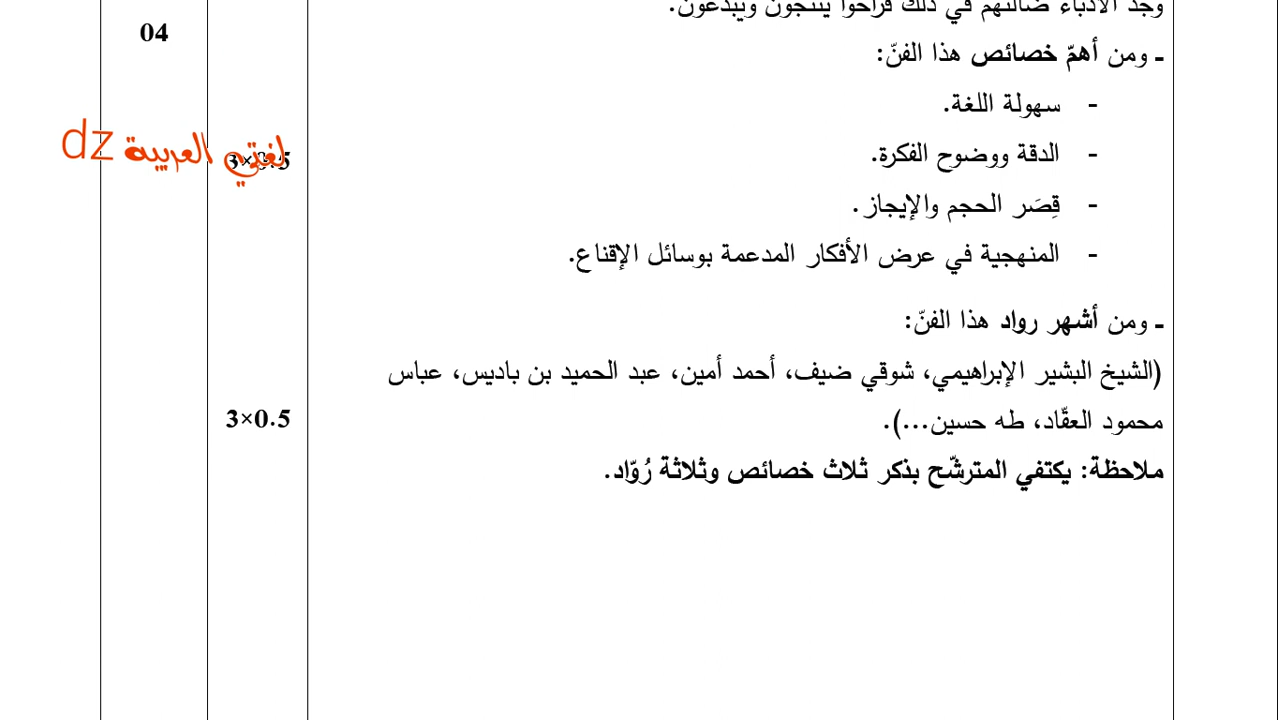 وجد الأدباء ضالتهم في ذلك فراحوا ينتجون ويبدعون.
04
ـ ومن أهمّ خصائص هذا الفنّ:
- سهولة اللغة.
لغتي العربية dz
3×0.5
- الدقة ووضوح الفكرة.
- قِصَر الحجم والإيجاز.
- المنهجية في عرض الأفكار المدعمة بوسائل الإقناع.
ـ ومن أشهر رواد هذا الفنّ:
(الشيخ البشير الإبراهيمي، شوقي ضيف، أحمد أمين، عبد الحميد بن باديس، عباس
محمود العقّاد، طه حسين...).
3×0.5
ملاحظة: يكتفي المترشّح بذكر ثلاث خصائص وثلاثة رُوّاد.